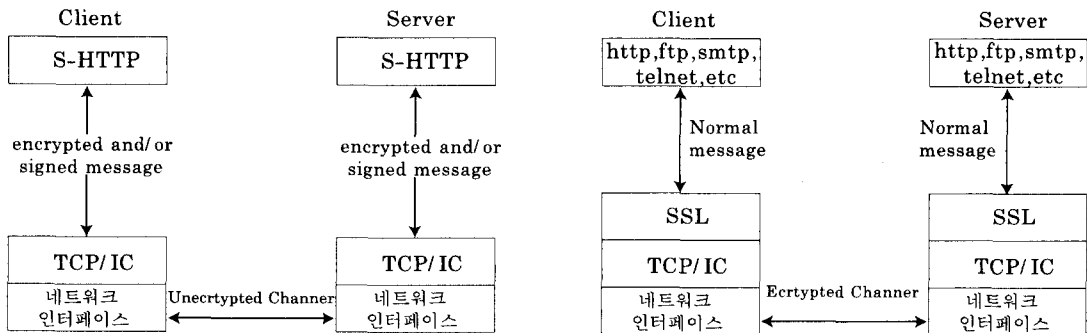 Client
Server
S-HTTP
S-HTTP
encrypted and/or
signed message
encrypted and/or
signed message
TCP/IC
TCP/IC
네트워크
인터페이스
Unecrtypted Channer
네트워크
인터페이스
Client
Server
http,ftp,smtp,
telnet,etc
http,ftp,smtp,
telnet,etc
Normal
message
Normal
message
SSL
SSL
TCP/IC
TCP/IC
네트워크
인터페이스
Ecrtypted Channer
네트워크
인터페이스